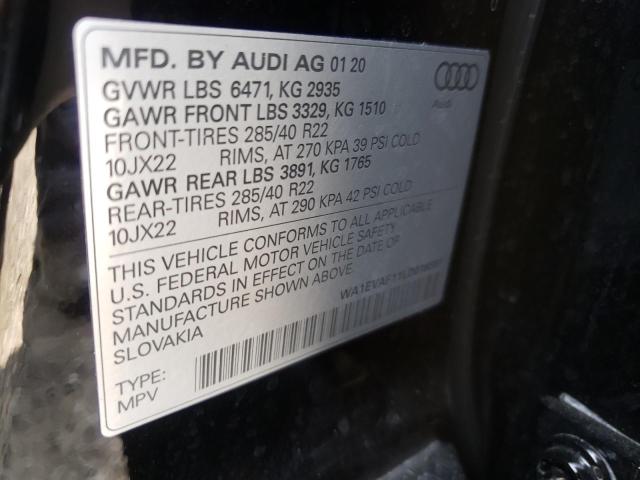 MFD. BY AUDI AG 01 20
GVWR LBS 6471, KG 2935
GAWR FRONT LBS 3329, KG 1510
FRONT-TIRES 285/40 R22
10JX22 RIMS, AT 270 KPA 39 PSI COLD
GAWR REAR LBS 3891, KG 1765
REAR-TIRES 285/40 R22
10JX22 RIMS, AT 290 KPA 42 PSI COLD
Audi
THIS VEHICLE CONFORMS TO ALL APPLICABLE
U.S. FEDERAL MOTOR VEHICLE SAFETY
STANDARDS IN EFFECT ON THE DATE OF
MANUFACTURE SHOWN ABOVE.
SLOVAKIA
TYPE:
MPV